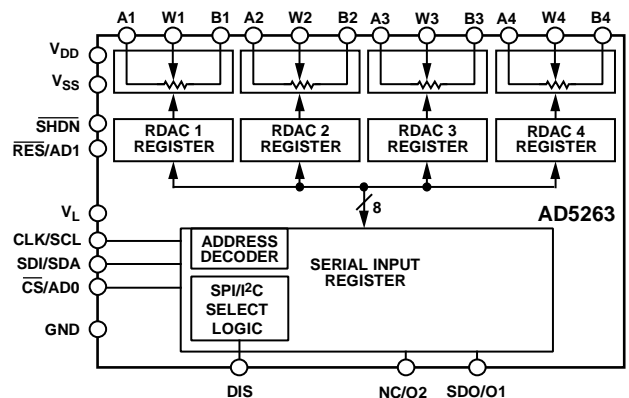 A1 W1 B1 A2 W2 B2 A3 W3 B3 A4 W4 B4
VDD
VSS
SHDN
RES/AD1
RDAC 1
REGISTER
RDAC 2
REGISTER
RDAC 3
REGISTER
RDAC 4
REGISTER
8
AD5263
VL
CLK/SCL
SDI/SDA
CS/AD0
GND
ADDRESS
DECODER
SERIAL INPUT
REGISTER
SPI/I2C
SELECT
LOGIC
DIS
NC/O2
SDO/O1